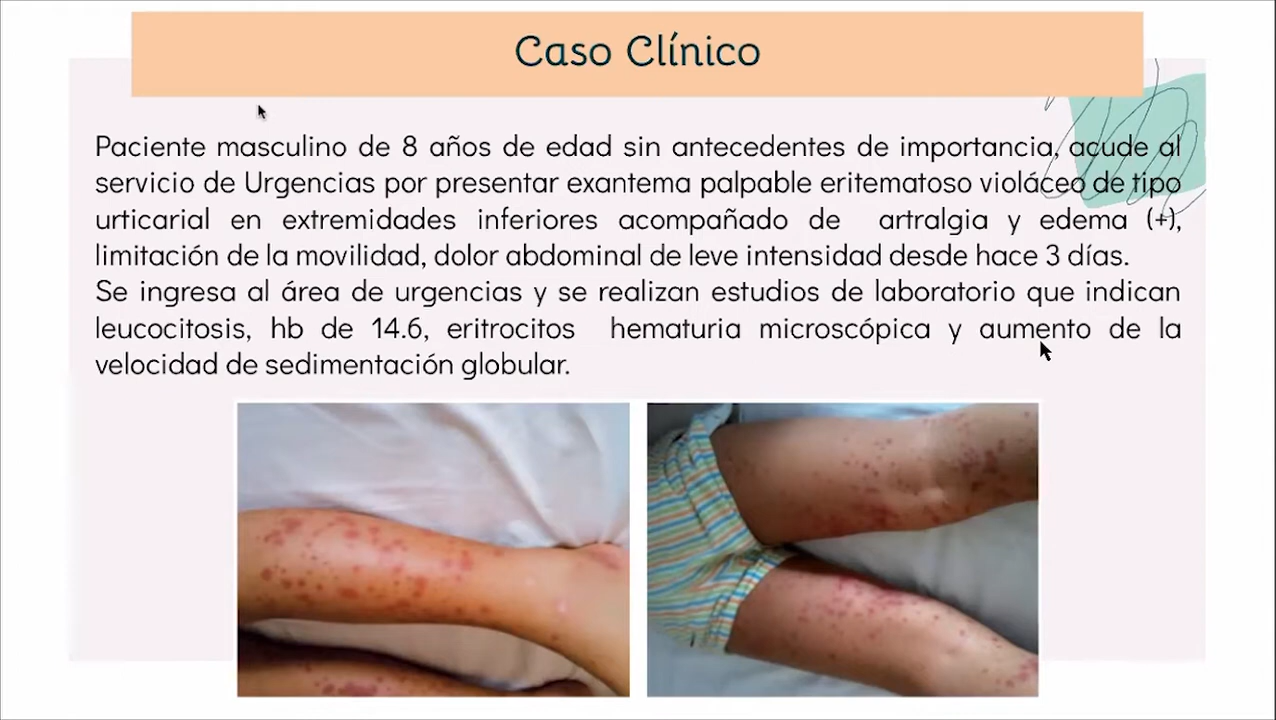 Caso Clínico
Paciente masculino de 8 años de edad sin antecedentes de importancia, acude al
servicio de Urgencias por presentar exantema palpable eritematoso violáceo de tipo
urticarial en extremidades inferiores acompañado de artralgia y edema (+),
limitación de la movilidad, dolor abdominal de leve intensidad desde hace 3 días.
Se ingresa al área de urgencias y se realizan estudios de laboratorio que indican
leucocitosis, hb de 14.6, eritrocitos hematuria microscópica y aumento de la
velocidad de sedimentación globular.